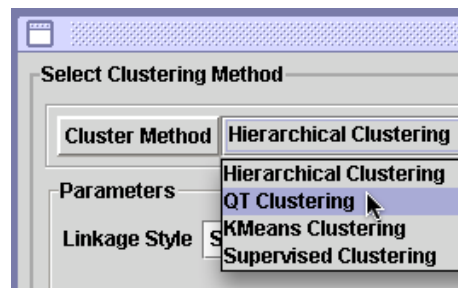 Select Clustering Method
Cluster Method Hierarchical Clustering
Hierarchical Clustering
Parameters
QT Clustering
Linkage Style S
KMeans Clustering
Supervised Clustering